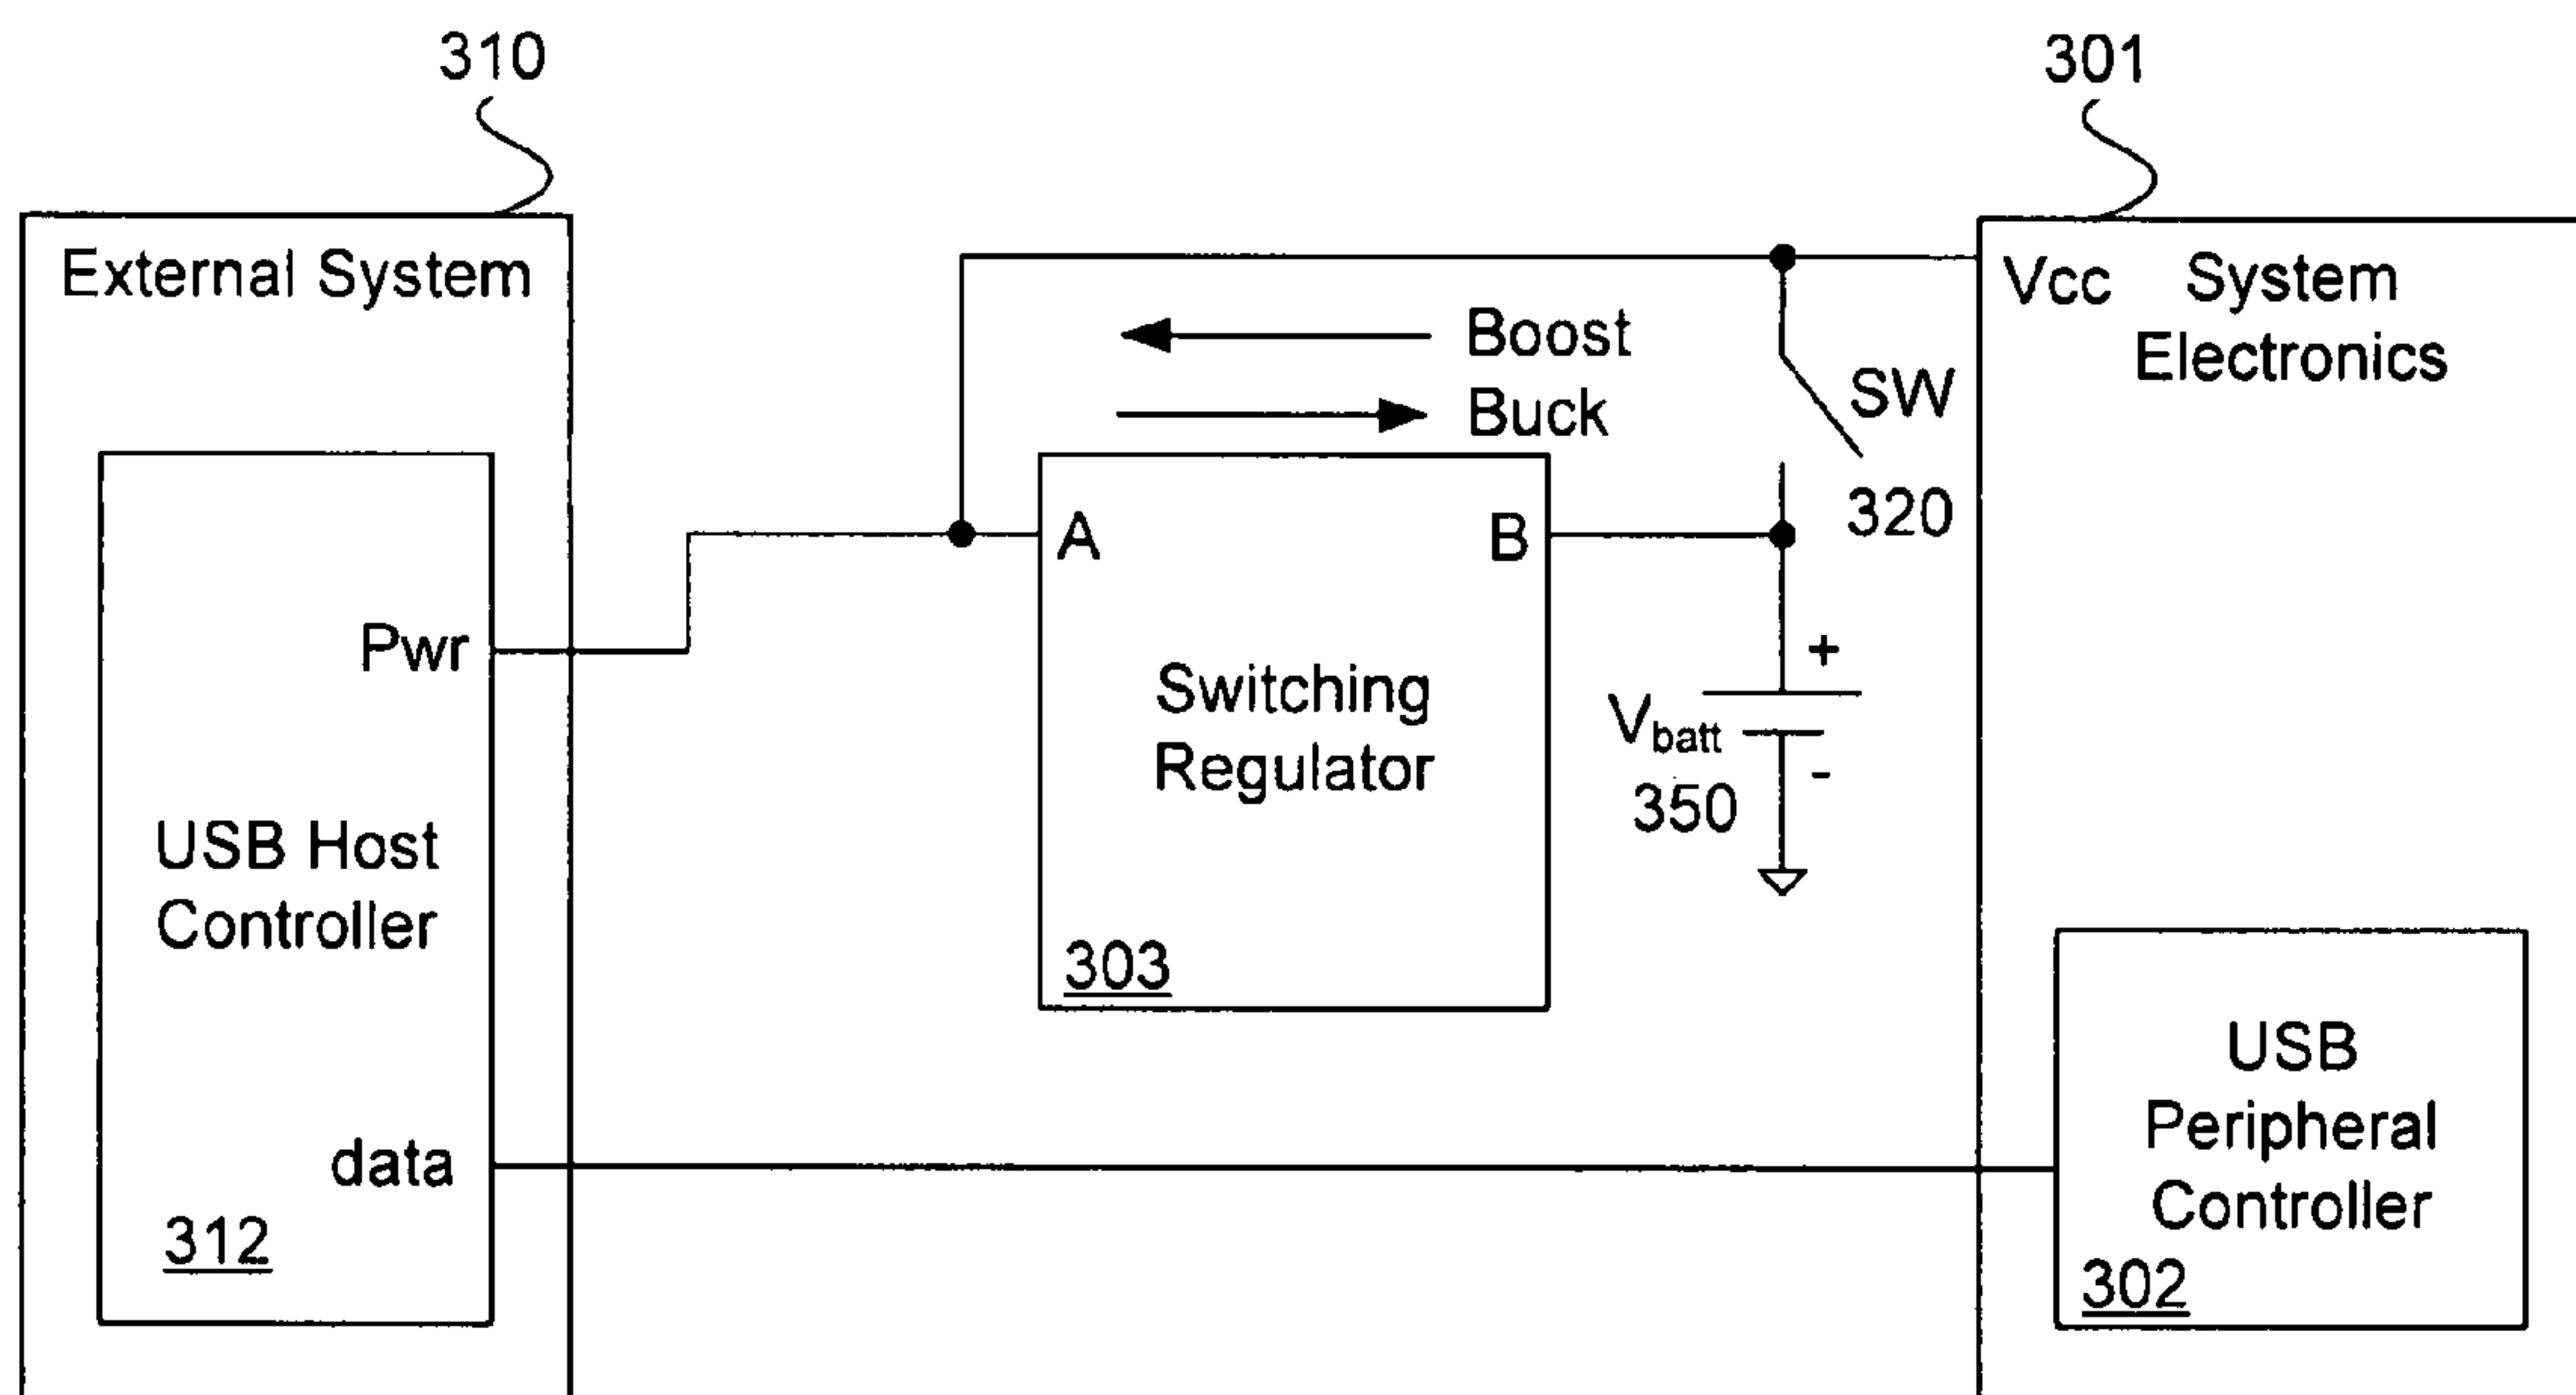 310
301
External System
Vcc
System
Electronics
Boost
Buck
SW
320
A
B
Pwr
Switching
Regulator
303
+
Vbatt
350
-
USB Host
Controller
data
312
USB
Peripheral
Controller
302